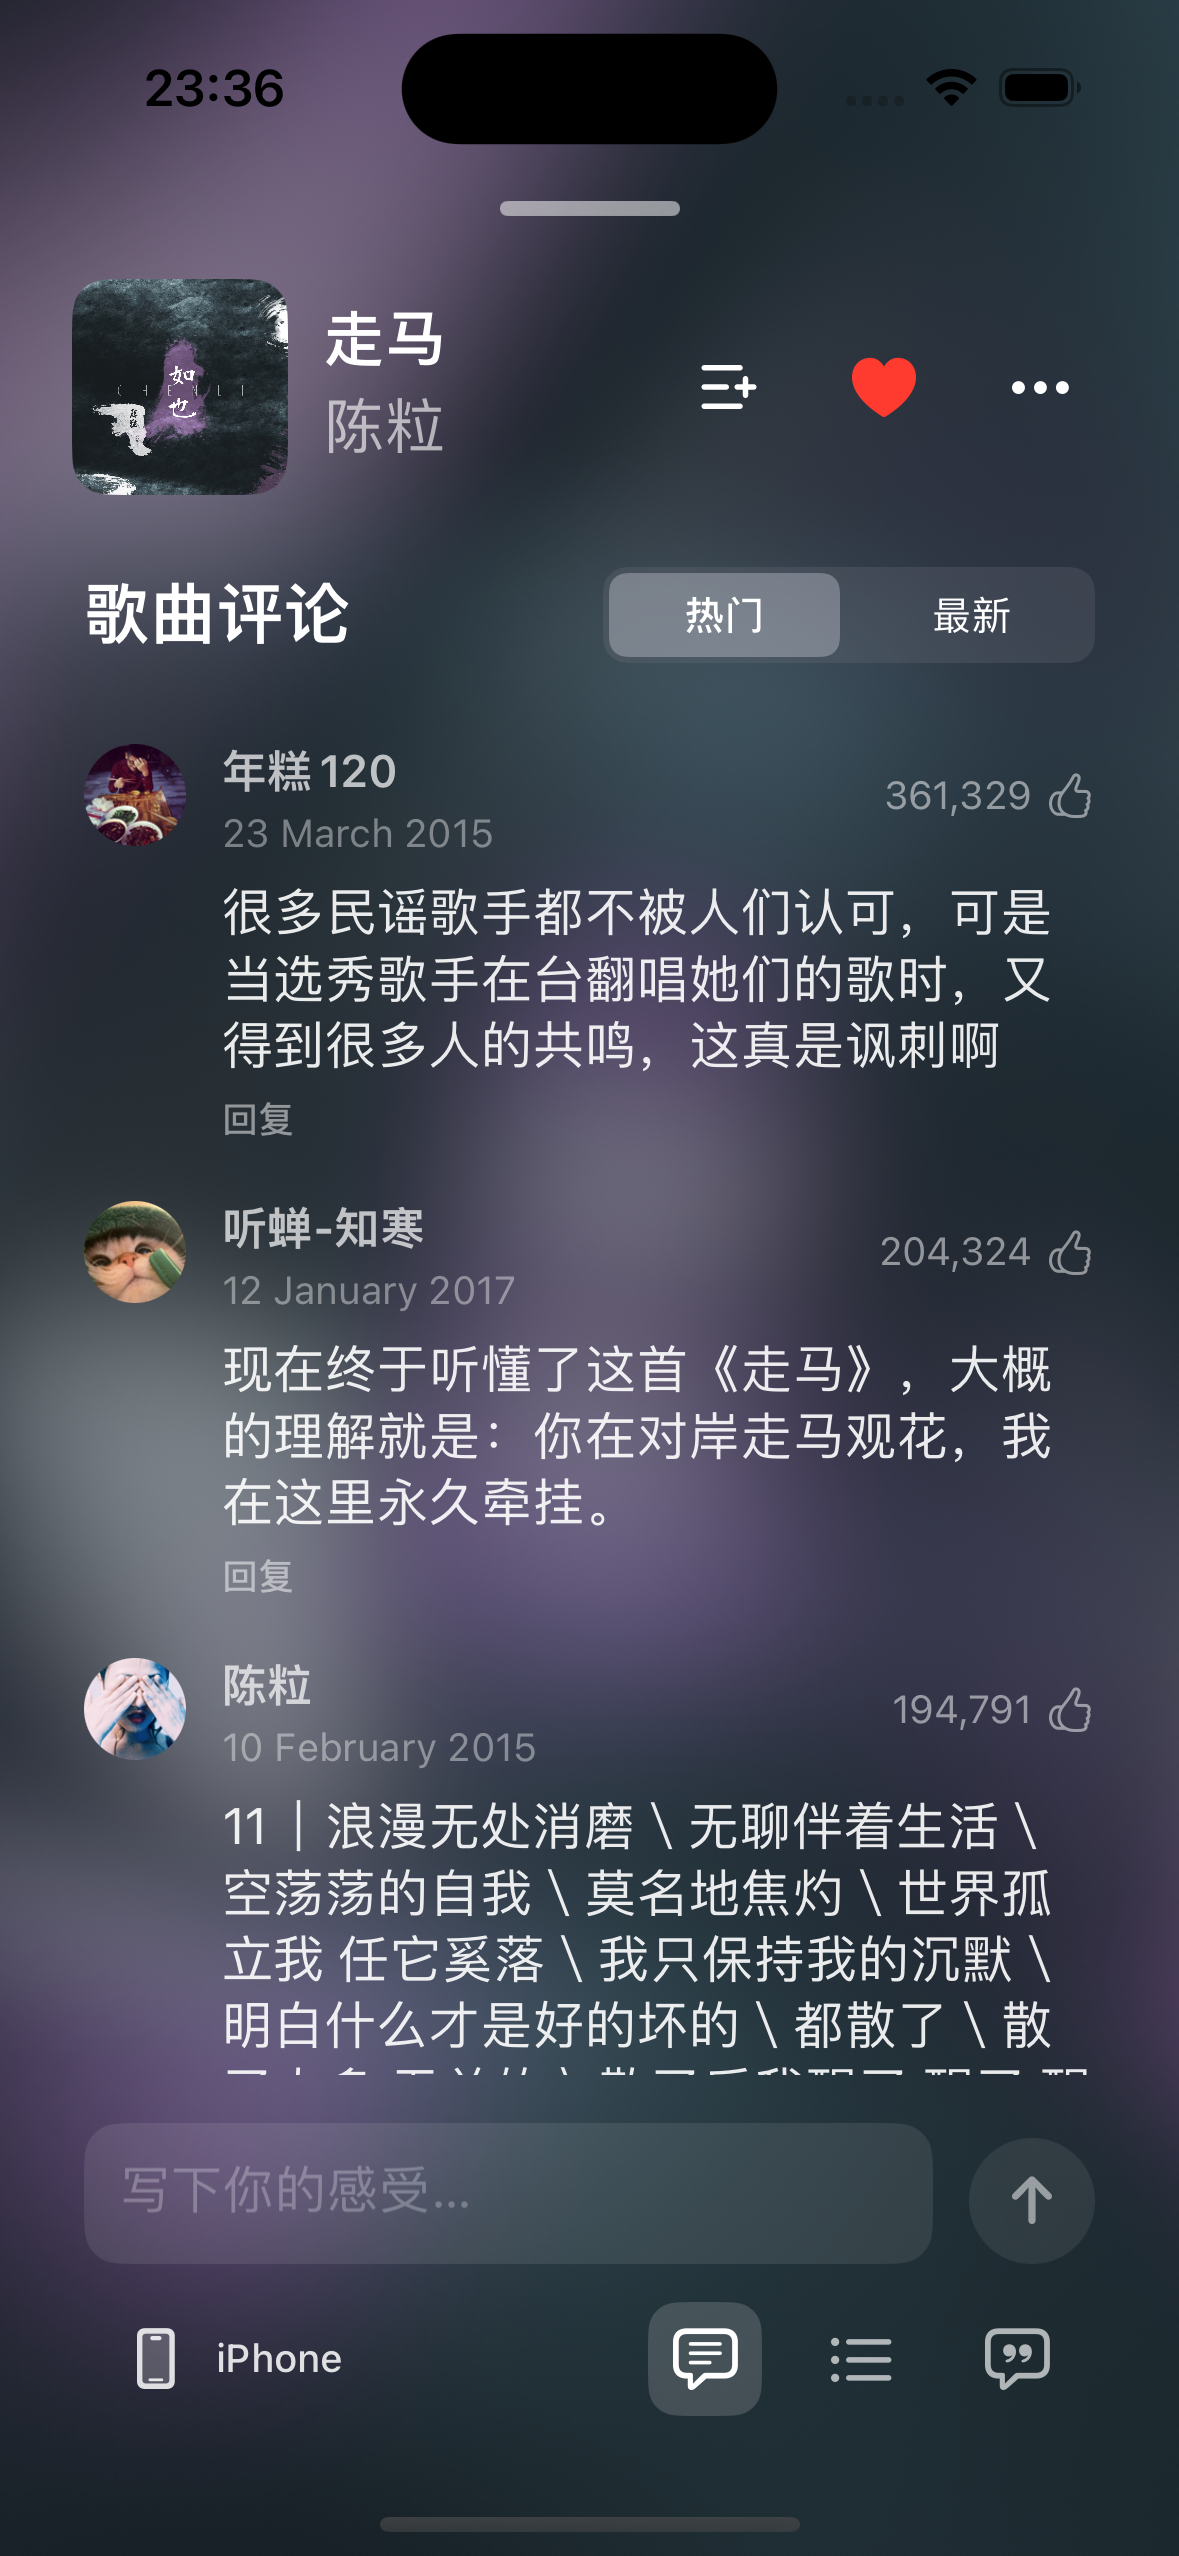 23:36
如也
CHENLI
走马
陈粒
歌曲评论
热门
最新
年糕120
361,329
23 March 2015
很多民谣歌手都不被人们认可，可是
当选秀歌手在台翻唱她们的歌时，又
得到很多人的共鸣，这真是讽刺啊
回复
听蝉-知寒
204,324
12 January 2017
现在终于听懂了这首《走马》，大概
的理解就是：你在对岸走马观花，我
在这里永久牵挂。
回复
陈粒
194,791
10 February 2015
11｜浪漫无处消磨 \ 无聊伴着生活 \
空荡荡的自我 \ 莫名地焦灼 \ 世界孤
立我 任它奚落 \ 我只保持我的沉默 \
明白什么才是好的坏的 \ 都散了 \ 散
写下你的感受...
iPhone